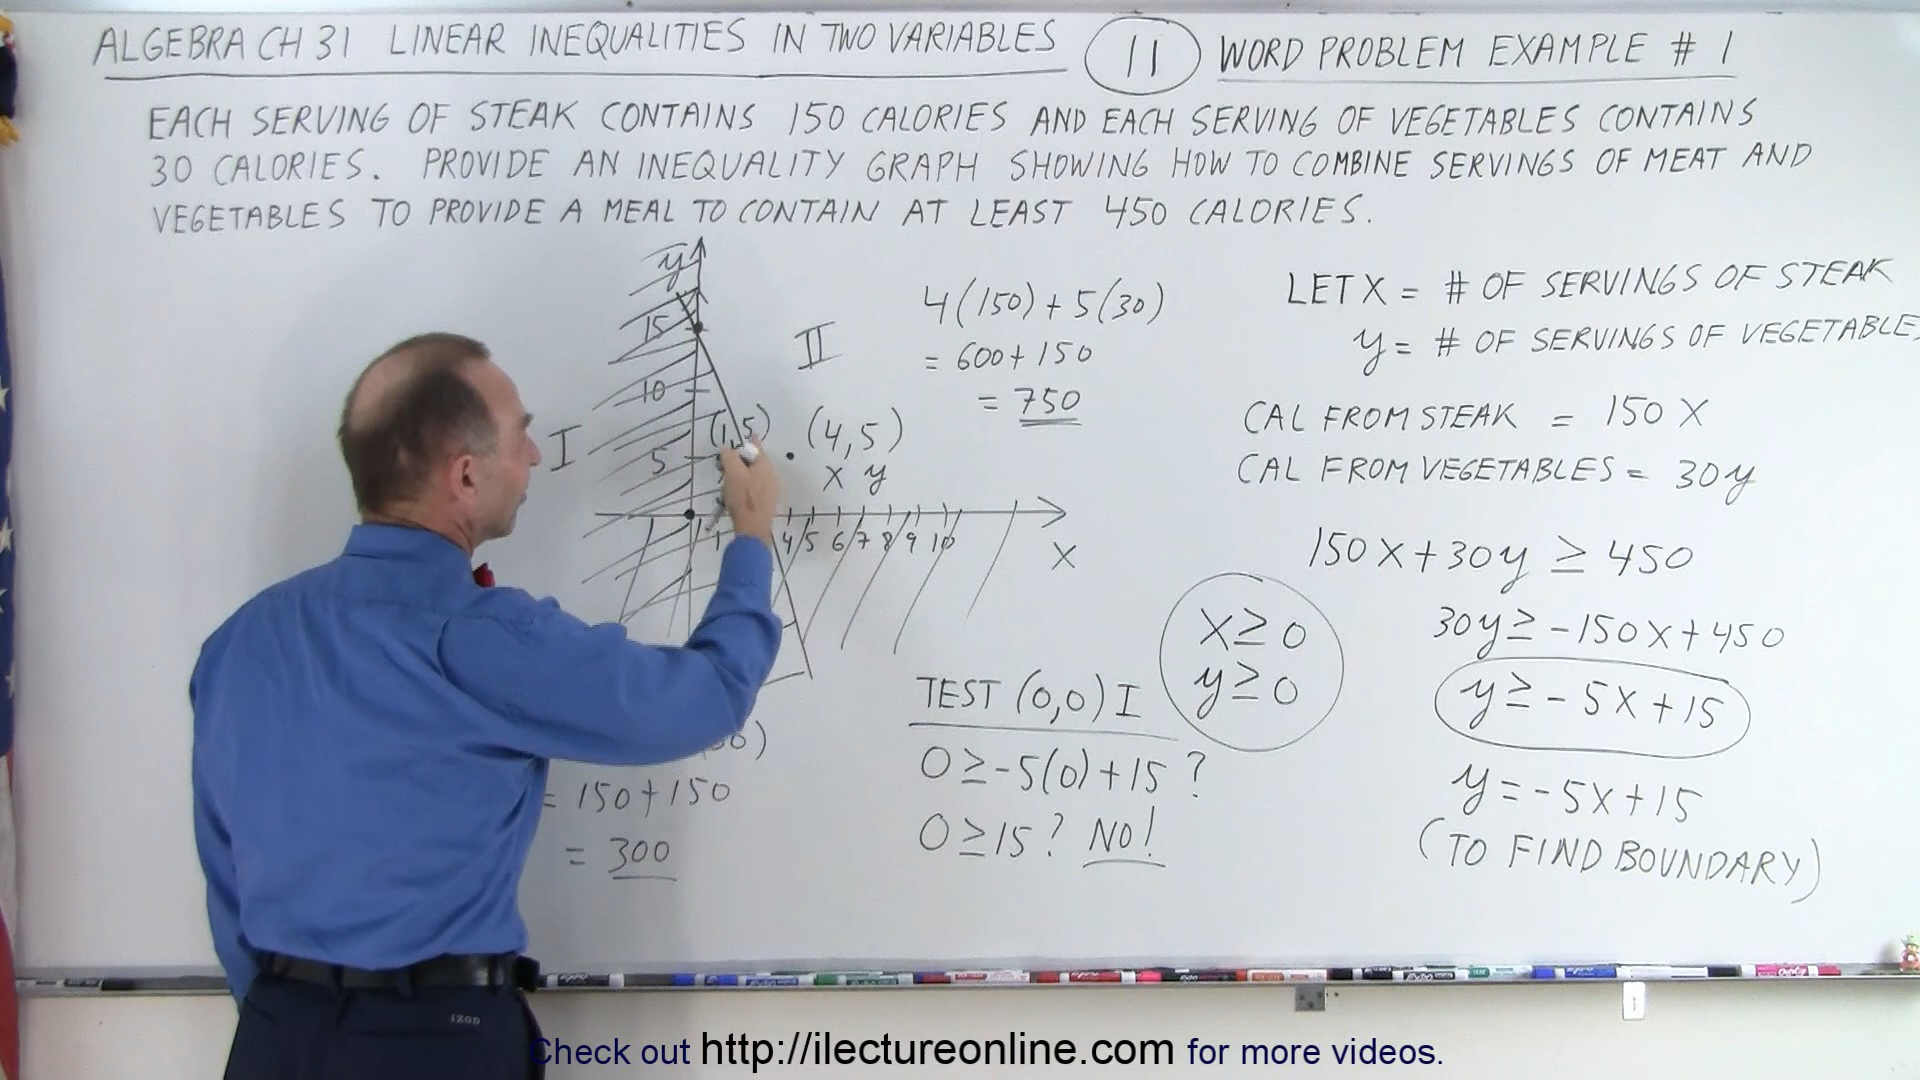 ALGEBRA CH 31 LINEAR INEQUALITIES IN TWO VARIABLES 11 WORD PROBLEM EXAMPLE # 1
EACH SERVING OF STEAK CONTAINS 150 CALORIES AND EACH SERVING OF VEGETABLES CONTAINS
30 CALORIES. PROVIDE AN INEQUALITY GRAPH SHOWING HOW TO COMBINE SERVINGS OF MEAT AND
VEGETABLES TO PROVIDE A MEAL TO CONTAIN AT LEAST 450 CALORIES.
y
15
10
5
I
II
(1,5)
(4,5)
x y
1 4 5 6 7 8 9 10
X
= 150+150
= 300
4(150)+5(30)
= 600+150
= 750
TEST (0,0) I
0≥-5(0)+15 ?
0≥15? NO!
x≥0
y≥0
LET X = # OF SERVINGS OF STEAK
y = # OF SERVINGS OF VEGETABLE
CAL FROM STEAK = 150 X
CAL FROM VEGETABLES = 30y
150X+30y ≥ 450
30y≥-150X+450
y≥-5X+15
y=-5X+15
(TO FIND BOUNDARY)
IZOD
Check out http://ilectureonline.com for more videos.